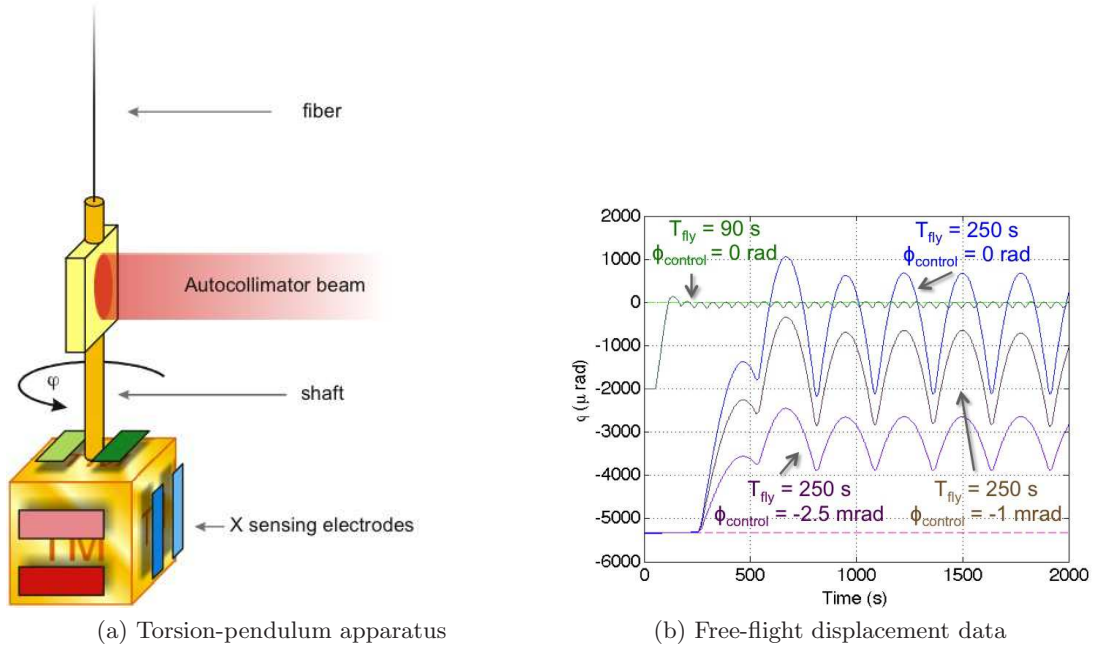 fiber
Autocollimator beam
φ
shaft
X sensing electrodes
TM
(a) Torsion-pendulum apparatus
2000
1000
0
-1000
-2000
-3000
-4000
-5000
-6000
φ (μ rad)
T_fly = 90 s
ϕ_control = 0 rad
T_fly = 250 s
ϕ_control = 0 rad
T_fly = 250 s
ϕ_control = -2.5 mrad
T_fly = 250 s
ϕ_control = -1 mrad
0 500 1000 1500 2000
Time (s)
(b) Free-flight displacement data